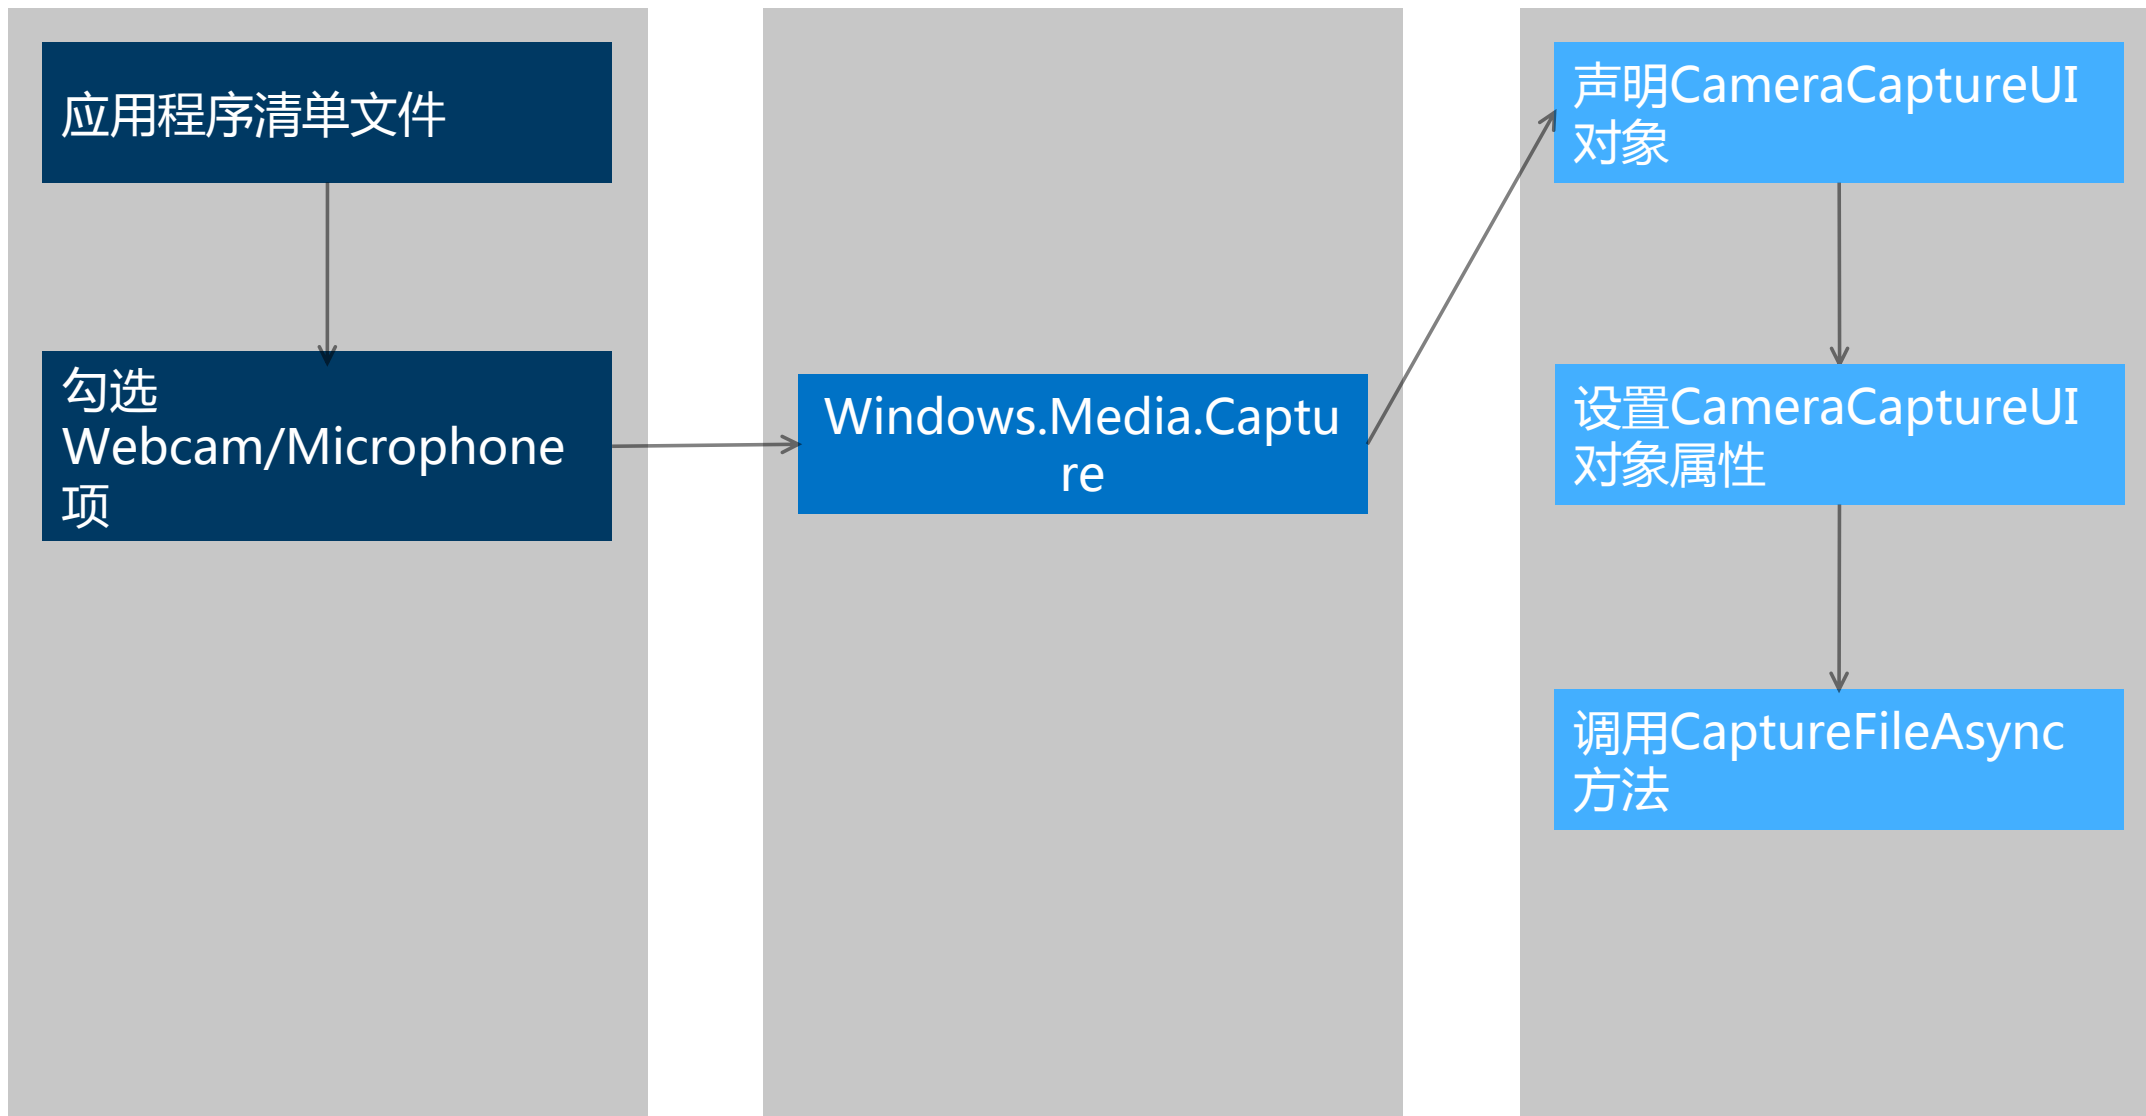 应用程序清单文件
勾选
Webcam/Microphone
项
Windows.Media.Captu
re
声明CameraCaptureUI
对象
设置CameraCaptureUI
对象属性
调用CaptureFileAsync
方法